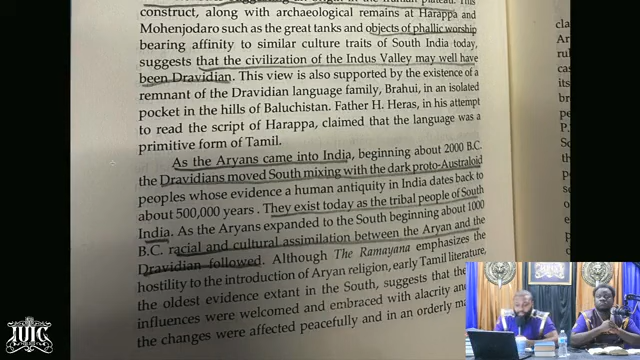 construct, along with archaeological remains at Harappa and
Mohenjodaro such as the great tanks and objects of phallic worship
bearing affinity to similar culture traits of South India today,
suggests that the civilization of the Indus Valley may well have
been Dravidian. This view is also supported by the existence of a
remnant of the Dravidian language family, Brahui, in an isolated
pocket in the hills of Baluchistan. Father H. Heras, in his attempt
to read the script of Harappa, claimed that the language was a
primitive form of Tamil.
As the Aryans came into India, beginning about 2000 B.C.
the Dravidians moved South mixing with the dark proto-Australoid
peoples whose evidence a human antiquity in India dates back to
about 500,000 years. They exist today as the tribal people of South
India. As the Aryans expanded to the South beginning about 1000
B.C. racial and cultural assimilation between the Aryan and the
Dravidian followed. Although The Ramayana emphasizes the
hostility to the introduction of Aryan religion, early Tamil literature,
the oldest evidence extant in the South, suggests that the
influences were welcomed and embraced with alacrity and
the changes were affected peacefully and in an orderly
IUIC